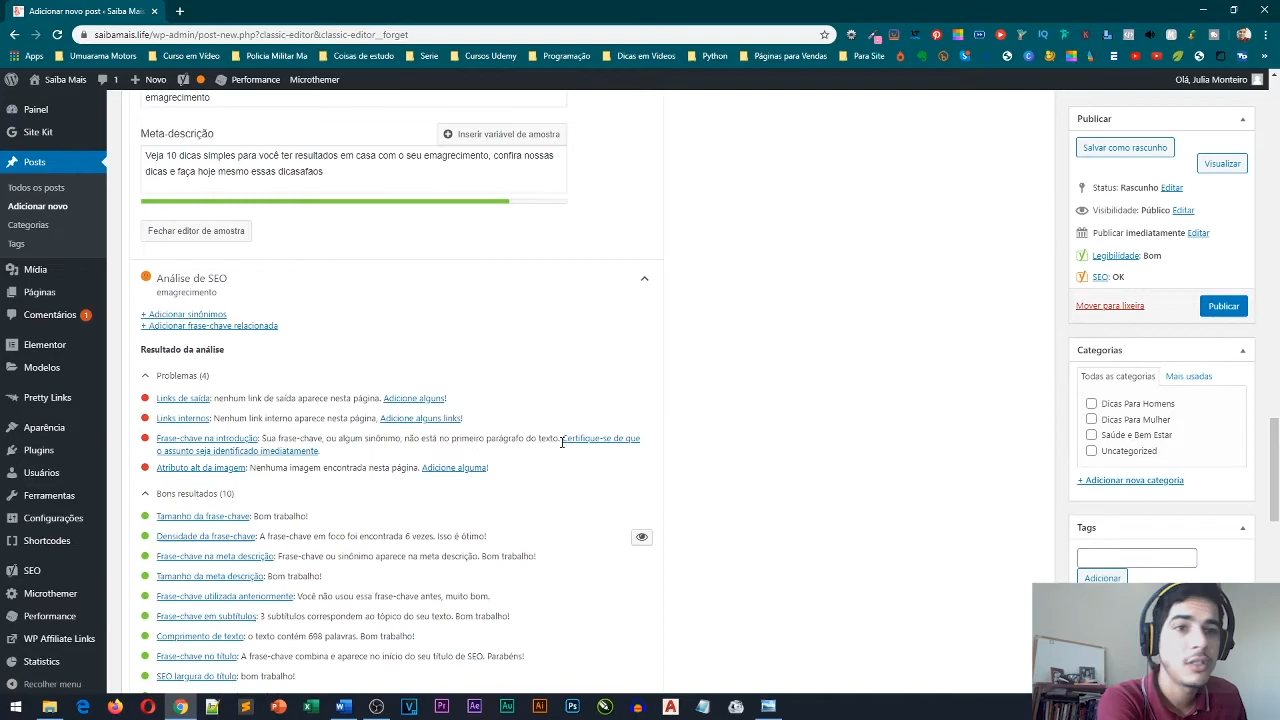 Adicionar novo post - Saiba Mais
saibamais.life/wp-admin/post-new.php?classic-editor&classic-editor__forget
Apps
Umuarama Motors
Curso em Vídeo
Policia Militar Ma
Coisas de estudo
Serie
Cursos Udemy
Programação
Dicas em Videos
Python
Páginas para Vendas
Para Site
Saiba Mais
1
Novo
Performance
Microthemer
Olá, Julia Monteiro
Painel
Site Kit
Posts
Todos os posts
Adicionar novo
Categorias
Tags
Mídia
Páginas
Comentários 1
Elementor
Modelos
Pretty Links
Aparência
Plugins
Usuários
Ferramentas
Configurações
Shortcodes
SEO
Microthemer
Performance
WP Affiliate Links
Statistics
Recolher menu
emagrecimento
Meta-descrição
Inserir variável de amostra
Veja 10 dicas simples para você ter resultados em casa com o seu emagrecimento, confira nossas
dicas e faça hoje mesmo essas dicasafaos
Fechar editor de amostra
Análise de SEO
emagrecimento
+ Adicionar sinônimos
+ Adicionar frase-chave relacionada
Resultado da análise
Problemas (4)
Links de saída: nenhum link de saída aparece nesta página. Adicione alguns!
Links internos: Nenhum link interno aparece nesta página, Adicione alguns links!
Frase-chave na introdução: Sua frase-chave, ou algum sinônimo, não está no primeiro parágrafo do texto. Certifique-se de que
o assunto seja identificado imediatamente.
Atributo alt da imagem: Nenhuma imagem encontrada nesta página. Adicione alguma!
Bons resultados (10)
Tamanho da frase-chave: Bom trabalho!
Densidade da frase-chave: A frase-chave em foco foi encontrada 6 vezes. Isso é ótimo!
Frase-chave na meta descrição: Frase-chave ou sinônimo aparece na meta descrição. Bom trabalho!
Tamanho da meta descrição: Bom trabalho!
Frase-chave utilizada anteriormente: Você não usou essa frase-chave antes, muito bom.
Frase-chave em subtítulos: 3 subtítulos correspondem ao tópico do seu texto. Bom trabalho!
Comprimento de texto: o texto contém 698 palavras. Bom trabalho!
Frase-chave no título: A frase-chave combina e aparece no início do seu título de SEO. Parabéns!
SEO largura do título: bom trabalho!
Publicar
Salvar como rascunho
Visualizar
Status: Rascunho Editar
Visibilidade: Público Editar
Publicar imediatamente Editar
Legibilidade: Bom
SEO: OK
Mover para lixeira
Publicar
Categorias
Todas as categorias
Mais usadas
Dicas Para Homens
Dicas Para Mulher
Saúde e Bem Estar
Uncategorized
+ Adicionar nova categoria
Tags
Adicionar